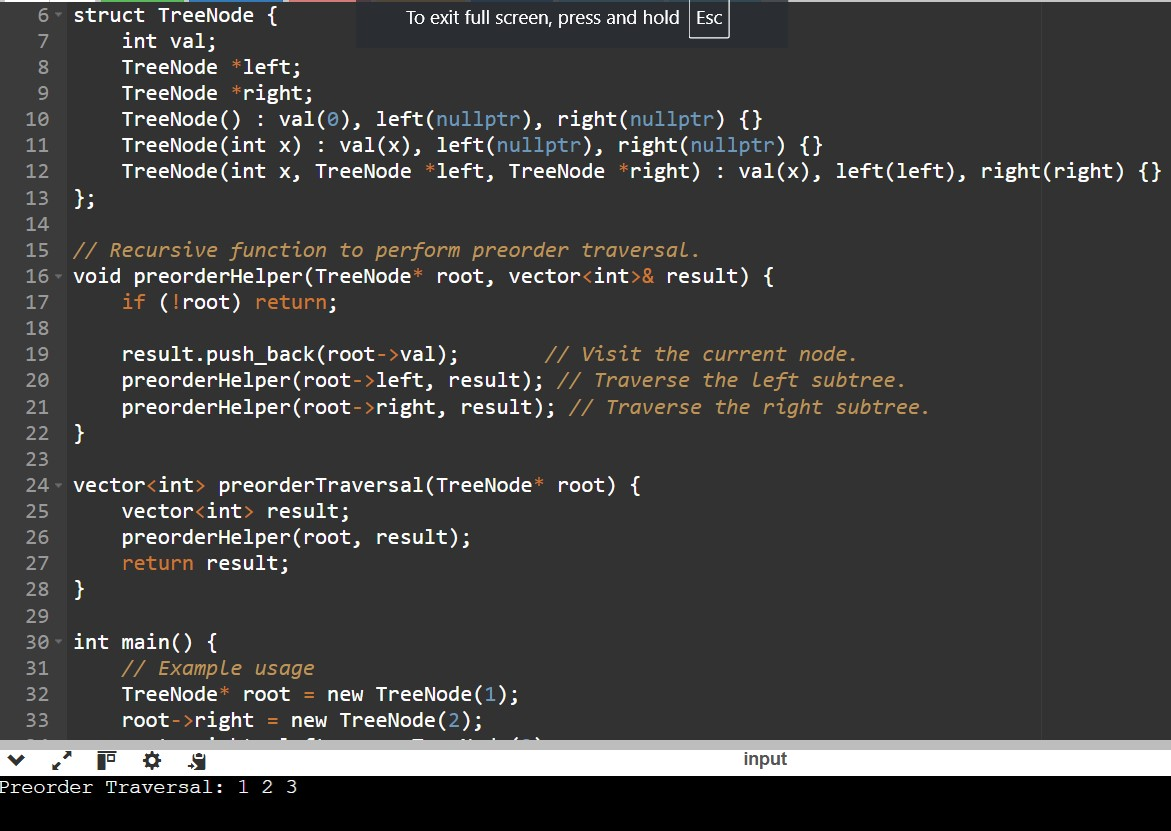 To exit full screen, press and hold Esc
6 struct TreeNode {
7     int val;
8     TreeNode *left;
9     TreeNode *right;
10     TreeNode() : val(0), left(nullptr), right(nullptr) {}
11     TreeNode(int x) : val(x), left(nullptr), right(nullptr) {}
12     TreeNode(int x, TreeNode *left, TreeNode *right) : val(x), left(left), right(right) {}
13 };
14
15 // Recursive function to perform preorder traversal.
16 void preorderHelper(TreeNode* root, vector<int>& result) {
17     if (!root) return;
18
19     result.push_back(root->val);       // Visit the current node.
20     preorderHelper(root->left, result); // Traverse the left subtree.
21     preorderHelper(root->right, result); // Traverse the right subtree.
22 }
23
24 vector<int> preorderTraversal(TreeNode* root) {
25     vector<int> result;
26     preorderHelper(root, result);
27     return result;
28 }
29
30 int main() {
31     // Example usage
32     TreeNode* root = new TreeNode(1);
33     root->right = new TreeNode(2);
input
Preorder Traversal: 1 2 3